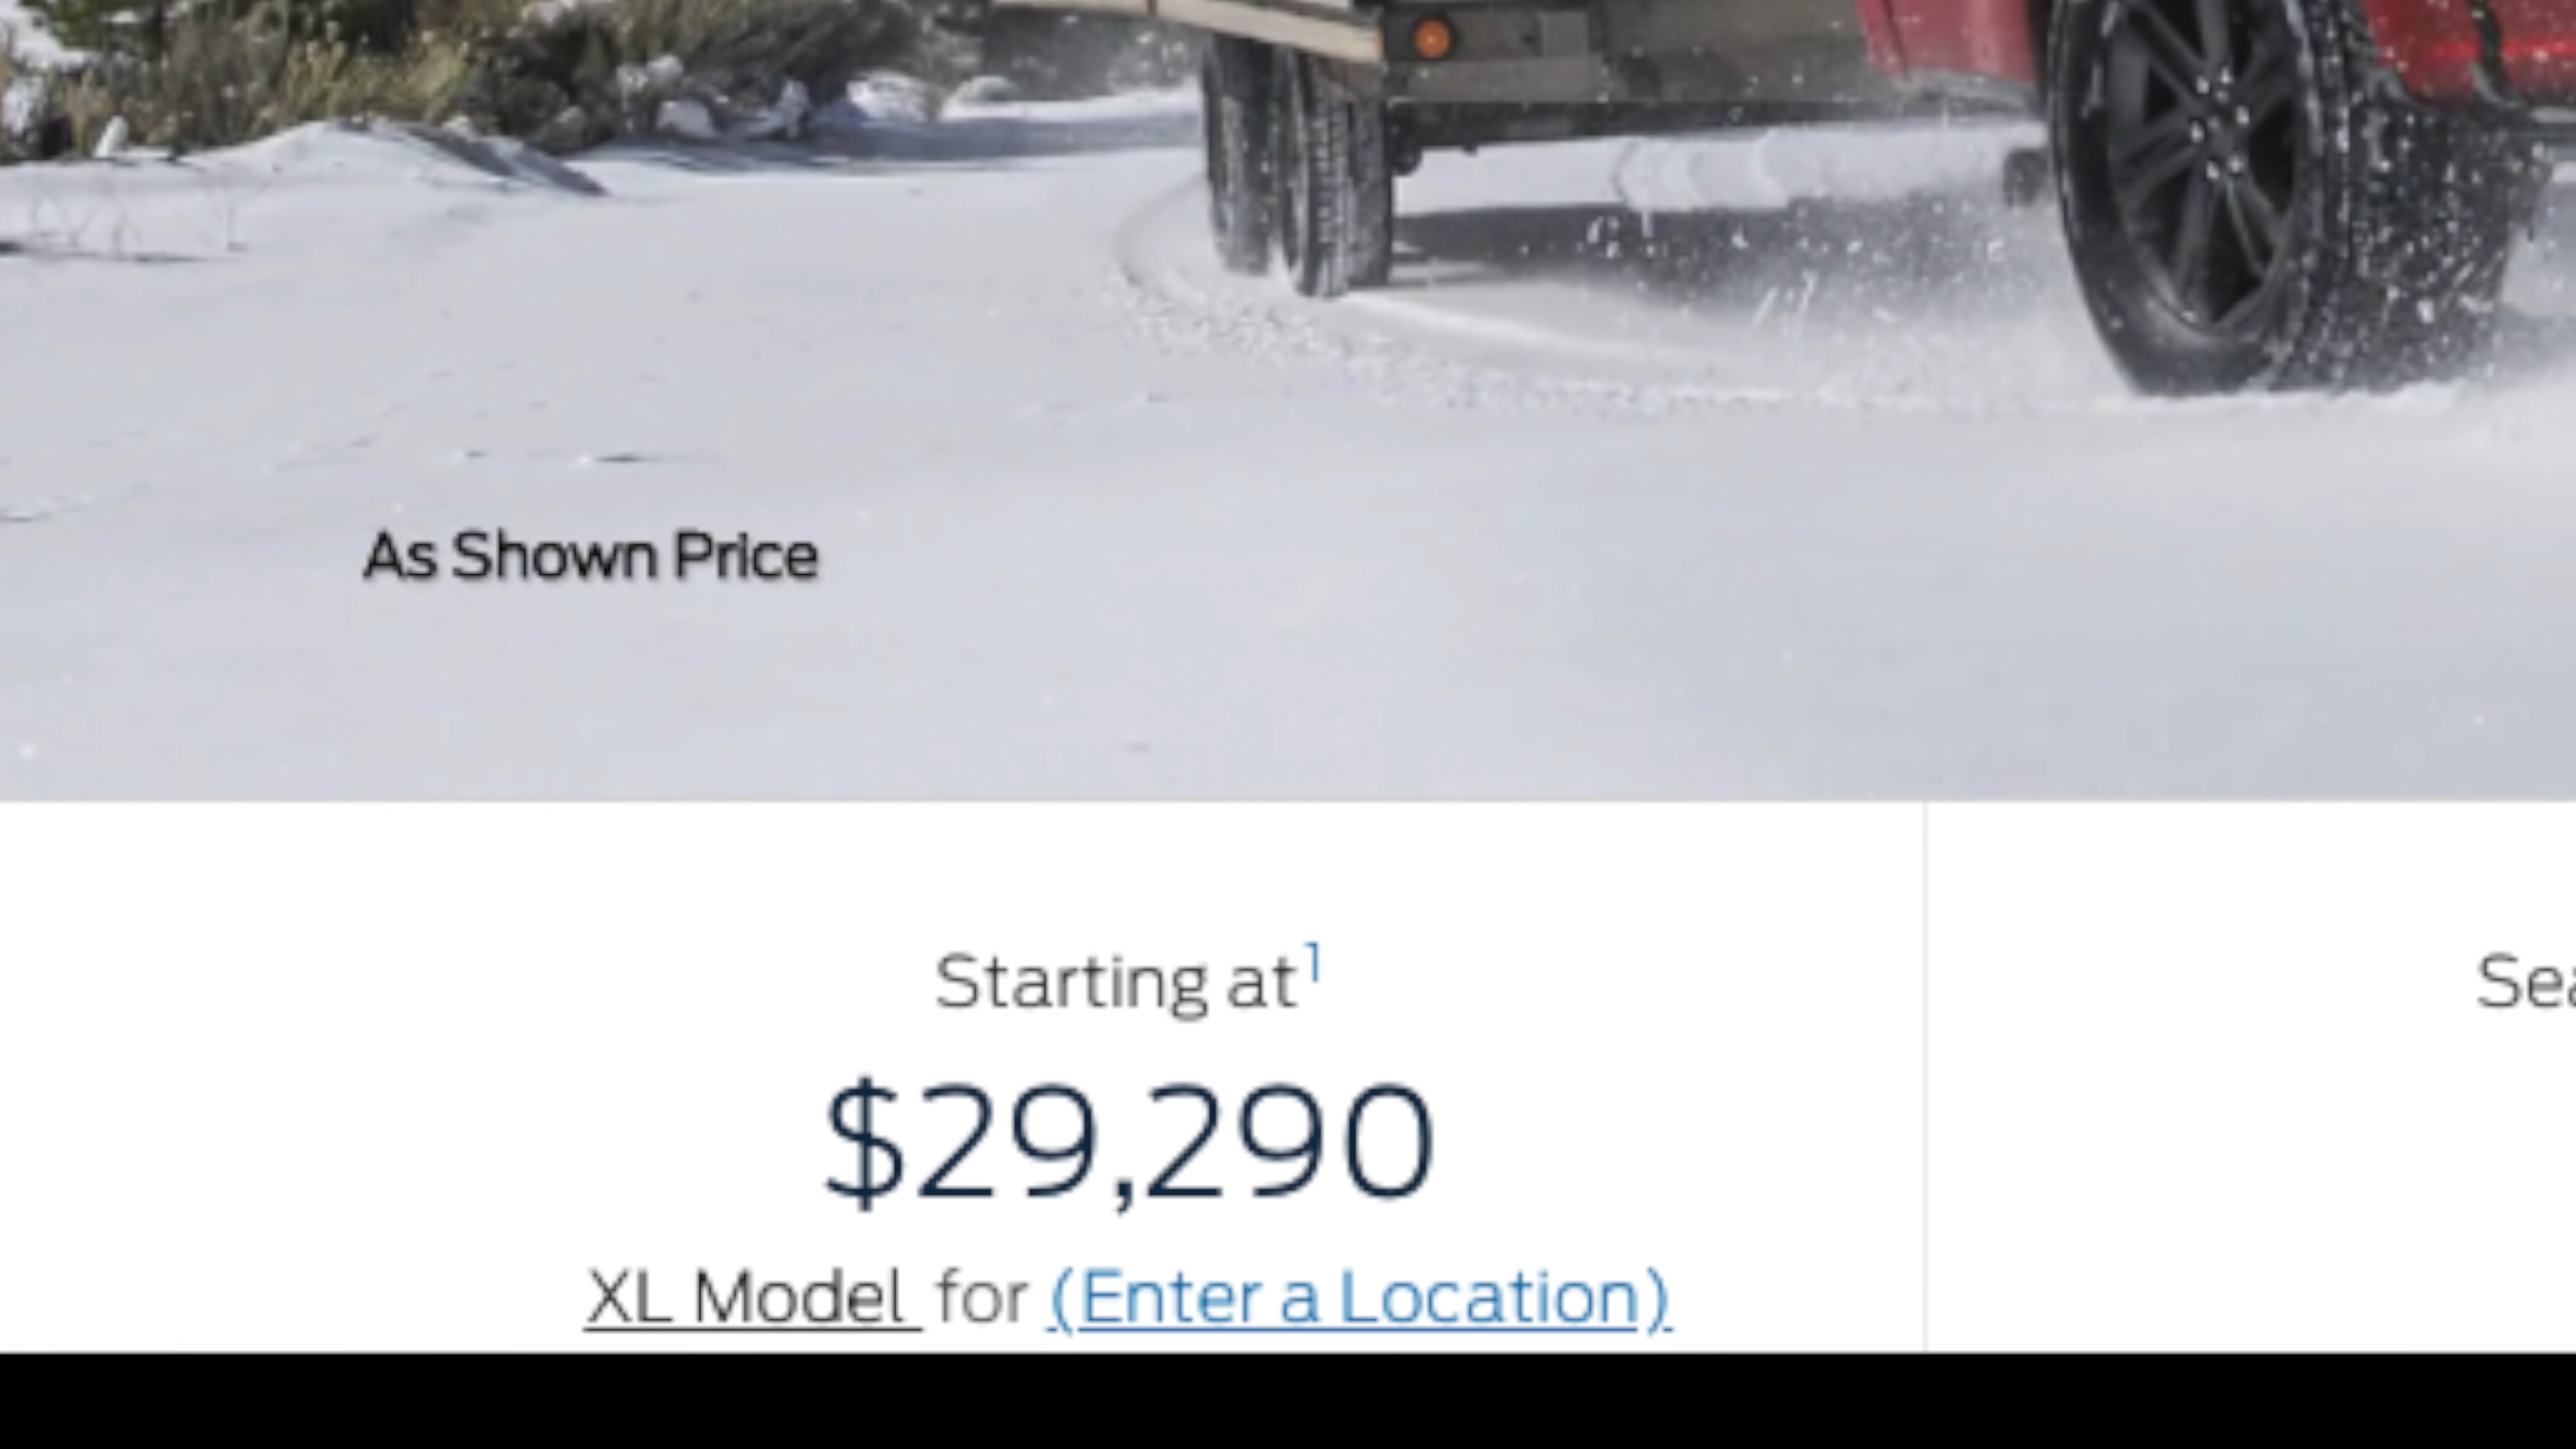 As Shown Price
Starting at1
$29,290
XL Model for (Enter a Location)